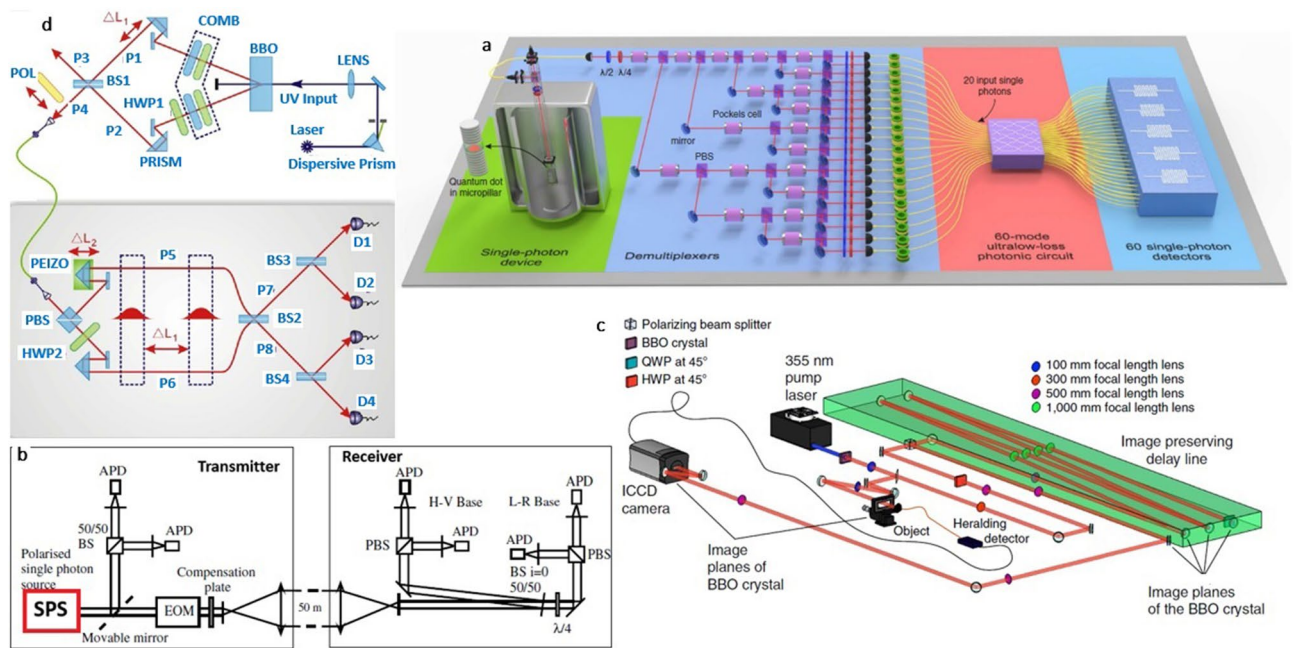 d
△L₁
COMB
BBO
P3
P1
LENS
POL
BS1
HWP1
UV Input
P4
P2
Laser
PRISM
Dispersive Prism
△L₂
PEIZO
P5
D1
BS3
P7
D2
PBS
BS2
△L₁
HWP2
P8
D3
P6
BS4
D4
a
λ/2
λ/4
20 input single
photons
Pockels cell
mirror
PBS
Quantum dot
in micropillar
Single-photon
device
Demultiplexers
60-mode
ultralow-loss
photonic circuit
60 single-photon
detectors
c
Polarizing beam splitter
BBO crystal
QWP at 45°
HWP at 45°
355 nm
pump
laser
100 mm focal length lens
300 mm focal length lens
500 mm focal length lens
1,000 mm focal length lens
Image preserving
delay line
ICCD
camera
Object
Heralding
detector
Image
planes of
BBO crystal
Image planes
of the BBO crystal
b
APD
Transmitter
50/50
BS
APD
Polarised
single photon
source
Compensation
plate
SPS
EOM
Movable mirror
50 m
Receiver
APD
H-V Base
L-R Base
APD
PBS
APD
APD
PBS
BS i=0
50/50
λ/4